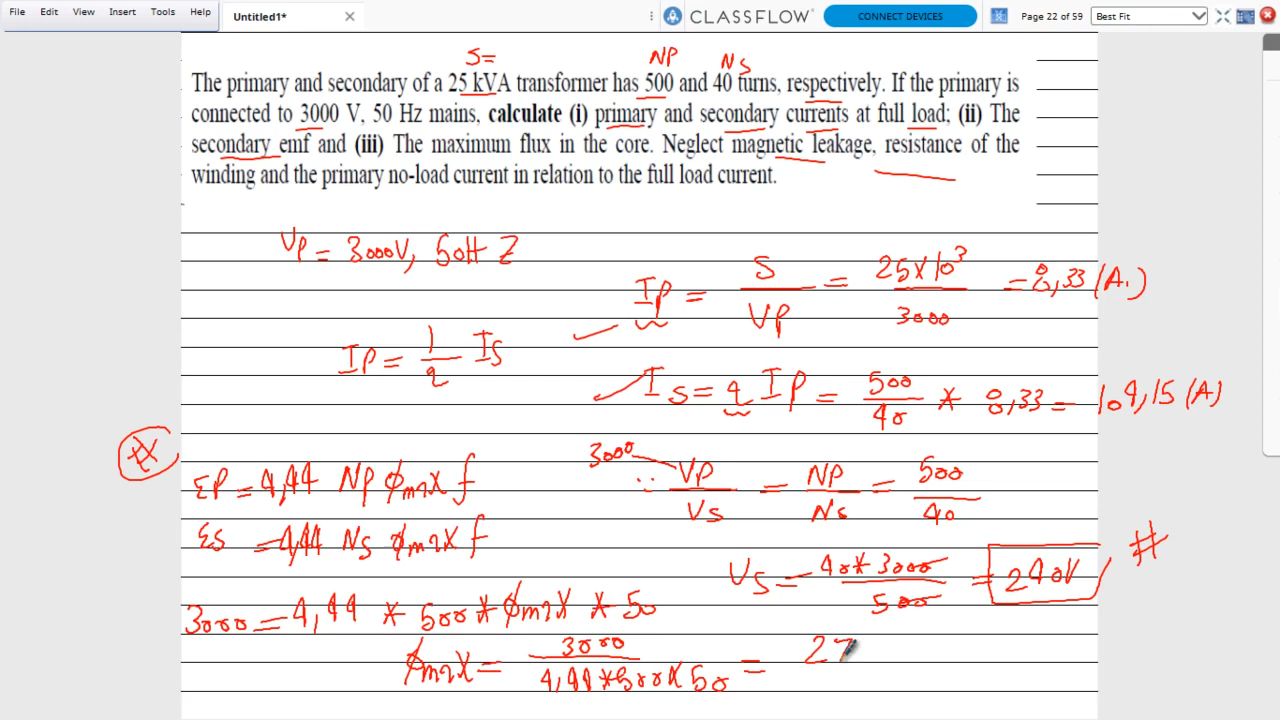 File Edit View Insert Tools Help Untitled1* CLASSFLOW CONNECT DEVICES Page 22 of 59 Best Fit
S= NP NS
The primary and secondary of a 25 kVA transformer has 500 and 40 turns, respectively. If the primary is
connected to 3000 V, 50 Hz mains, calculate (i) primary and secondary currents at full load; (ii) The
secondary emf and (iii) The maximum flux in the core. Neglect magnetic leakage, resistance of the
winding and the primary no-load current in relation to the full load current.
VP = 3000V, 50HZ
IP = S / VP = 25×10³ / 3000 = 8,33 (A.)
IP = 1/a IS
IS = a IP = 500/40 * 8,33 = 104,15 (A)
3000
EP = 4,44 NP ϕmax f
∵ VP/VS = NP/NS = 500/40
ES = 4,44 NS ϕmax f
VS = 40*3000 / 500 = 240V #
3000 = 4,44 * 500 * ϕmax * 50
ϕmax = 3000 / 4,44*500*50 = 27